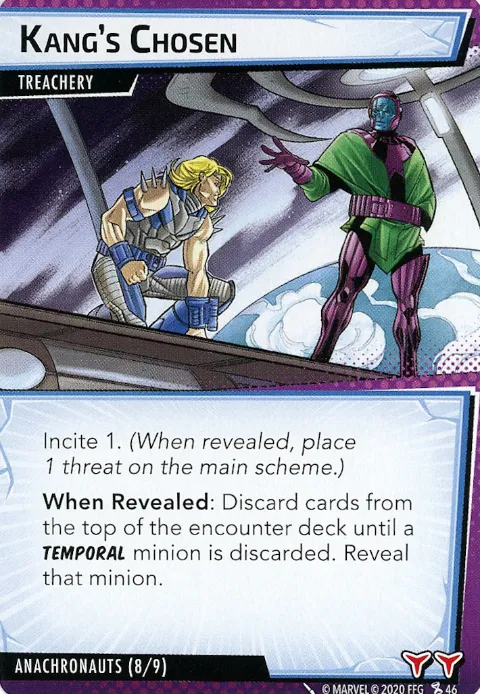 KANG'S CHOSEN
TREACHERY
Incite 1. (When revealed, place
1 threat on the main scheme.)
When Revealed: Discard cards from
the top of the encounter deck until a
TEMPORAL minion is discarded. Reveal
that minion.
ANACHRONAUTS (8/9)
© MARVEL © 2020 FFG 46